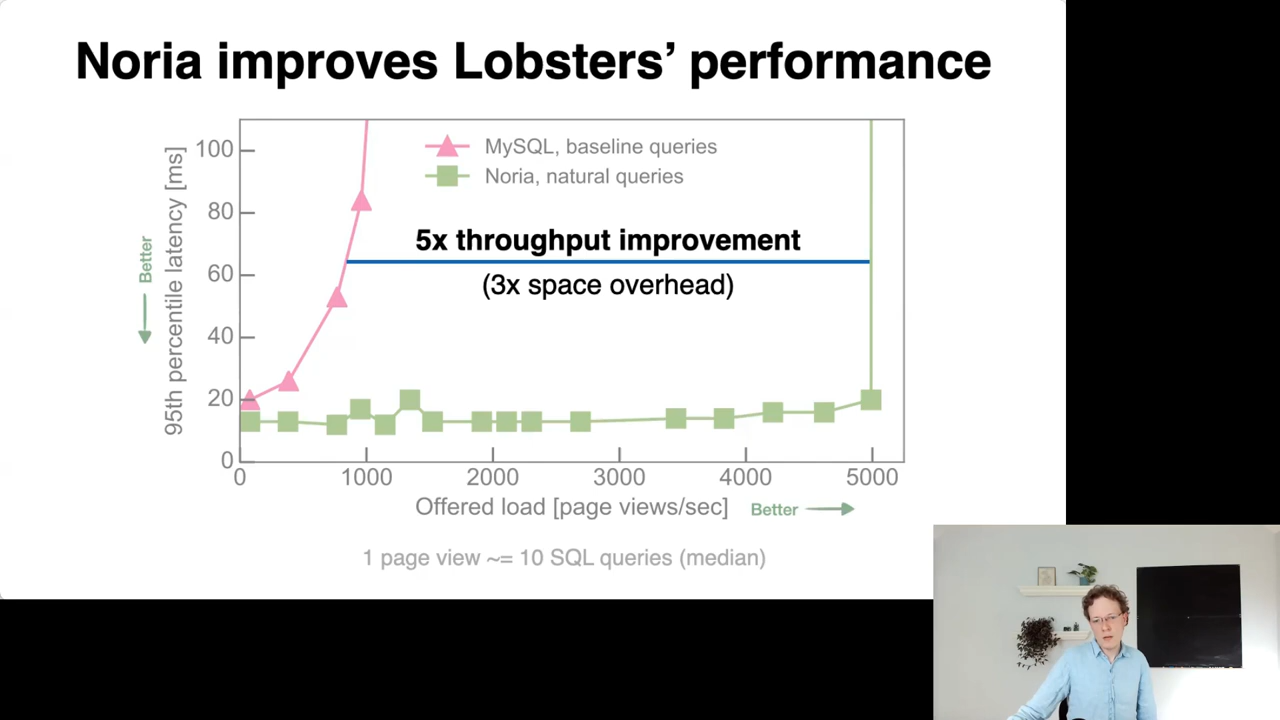 Noria improves Lobsters’ performance
MySQL, baseline queries
Noria, natural queries
5x throughput improvement
(3x space overhead)
95th percentile latency [ms]
Better
100
80
60
40
20
0
0 1000 2000 3000 4000 5000
Offered load [page views/sec] Better
1 page view ~= 10 SQL queries (median)